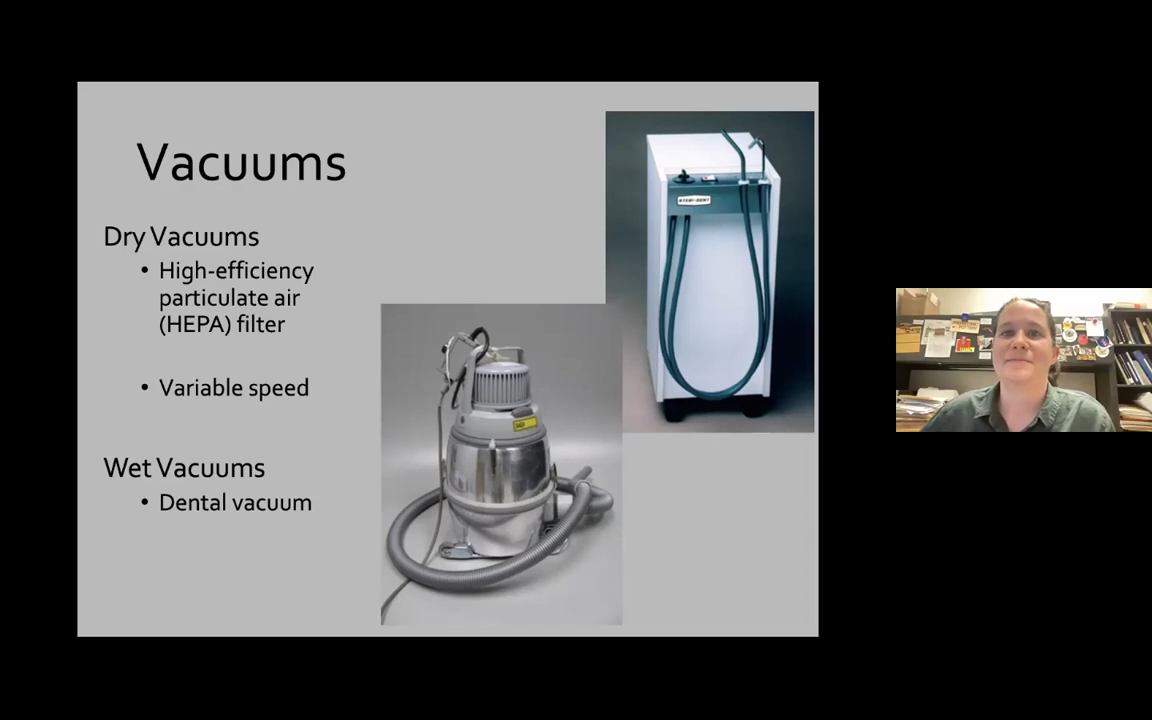 Vacuums
Dry Vacuums
• High-efficiency
particulate air
(HEPA) filter
• Variable speed
Wet Vacuums
• Dental vacuum